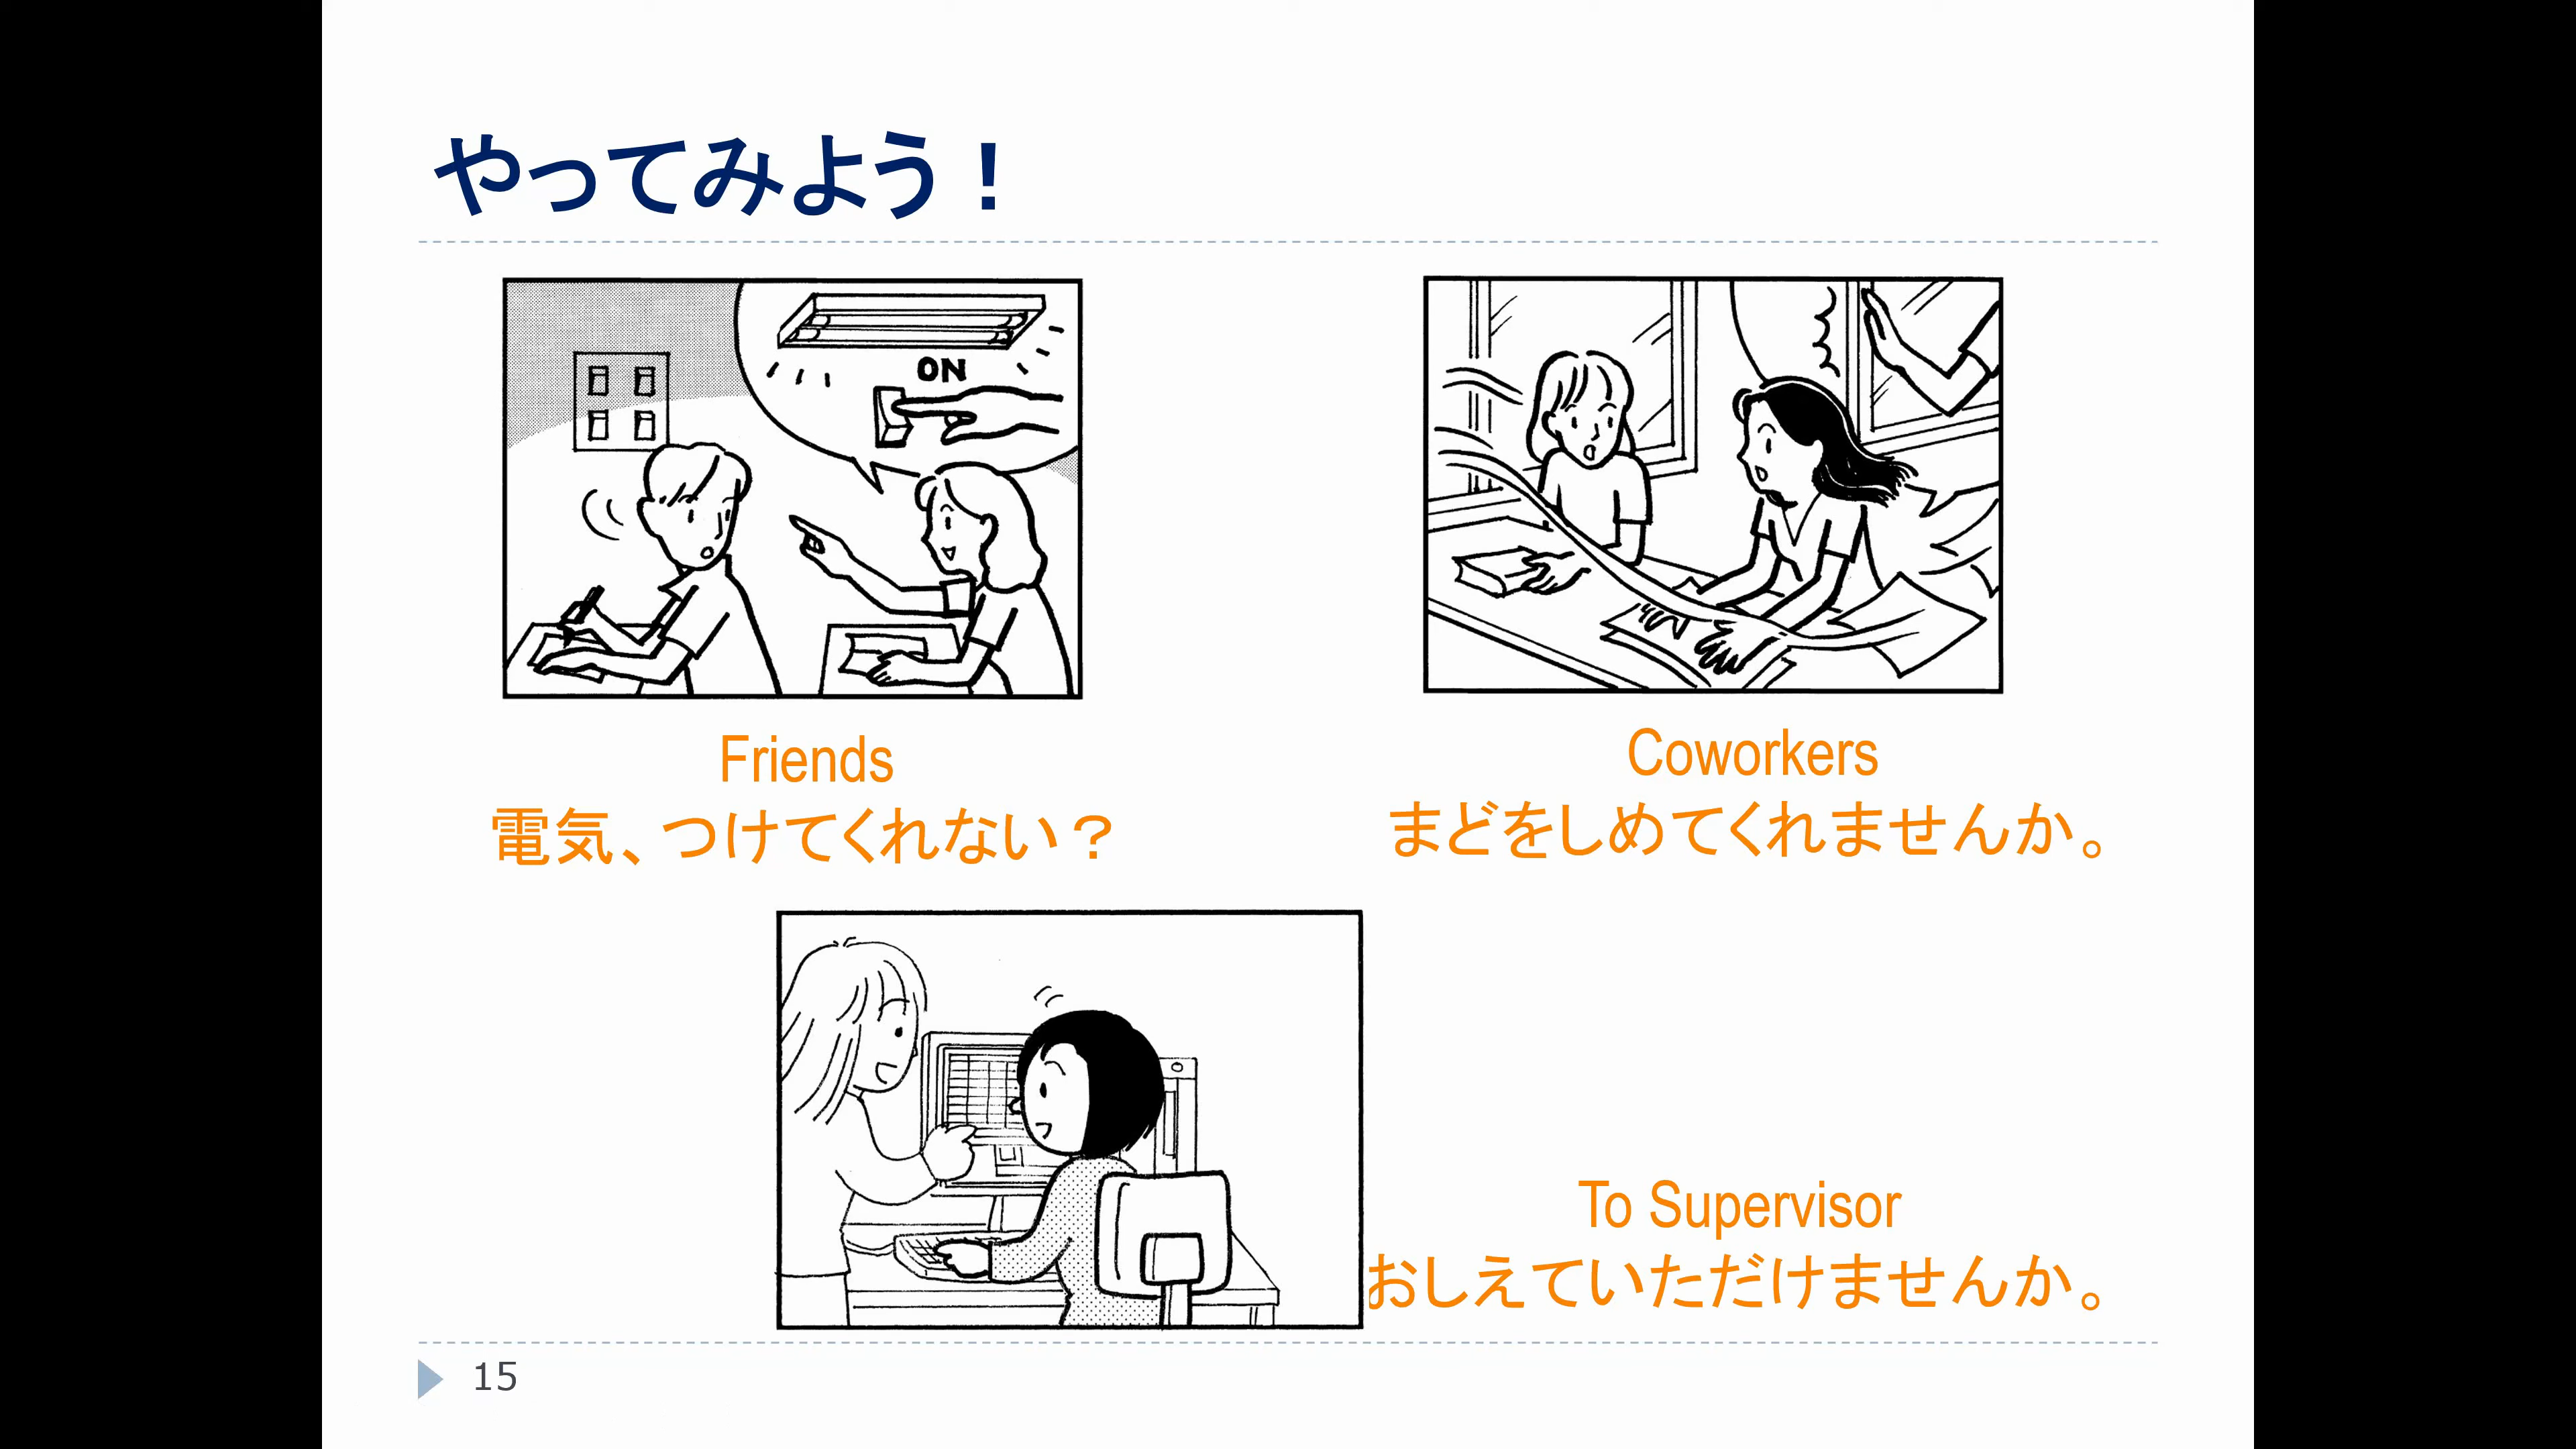 やってみよう！
ON
Friends
電気、つけてくれない？
Coworkers
まどをしめてくれませんか。
To Supervisor
おしえていただけませんか。
15